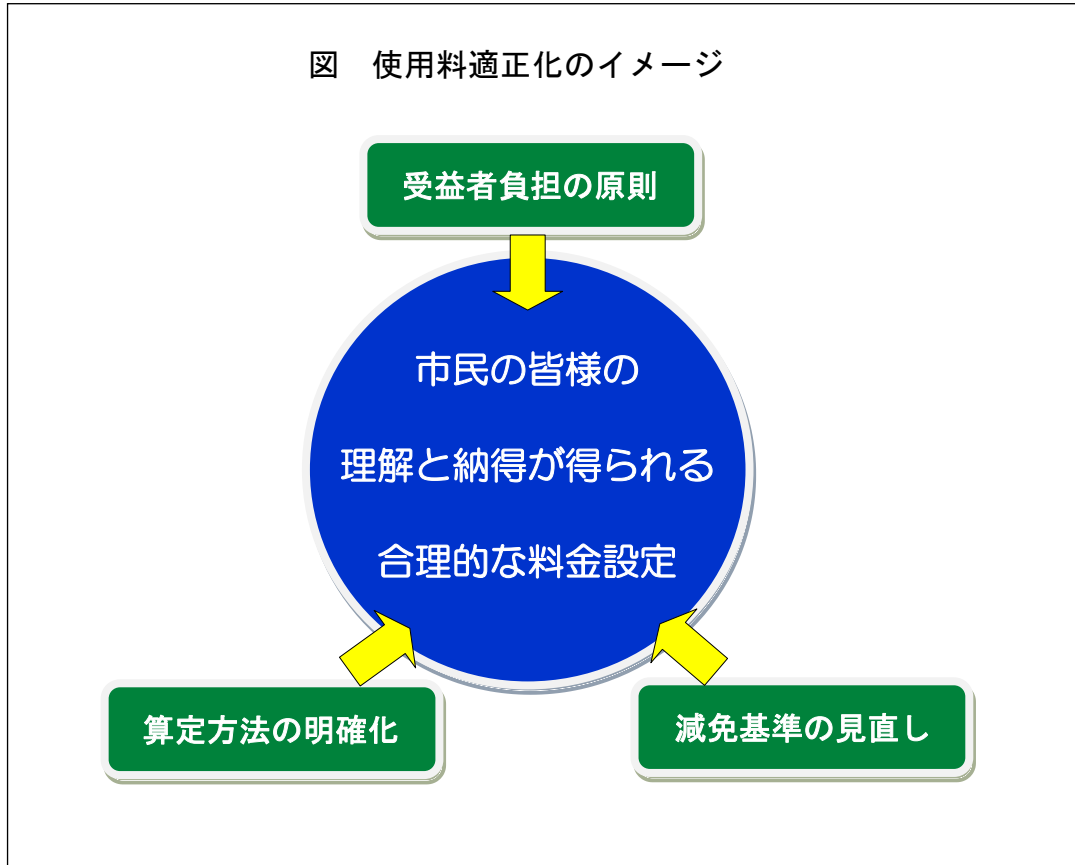 図　使用料適正化のイメージ
受益者負担の原則
市民の皆様の
理解と納得が得られる
合理的な料金設定
算定方法の明確化
減免基準の見直し